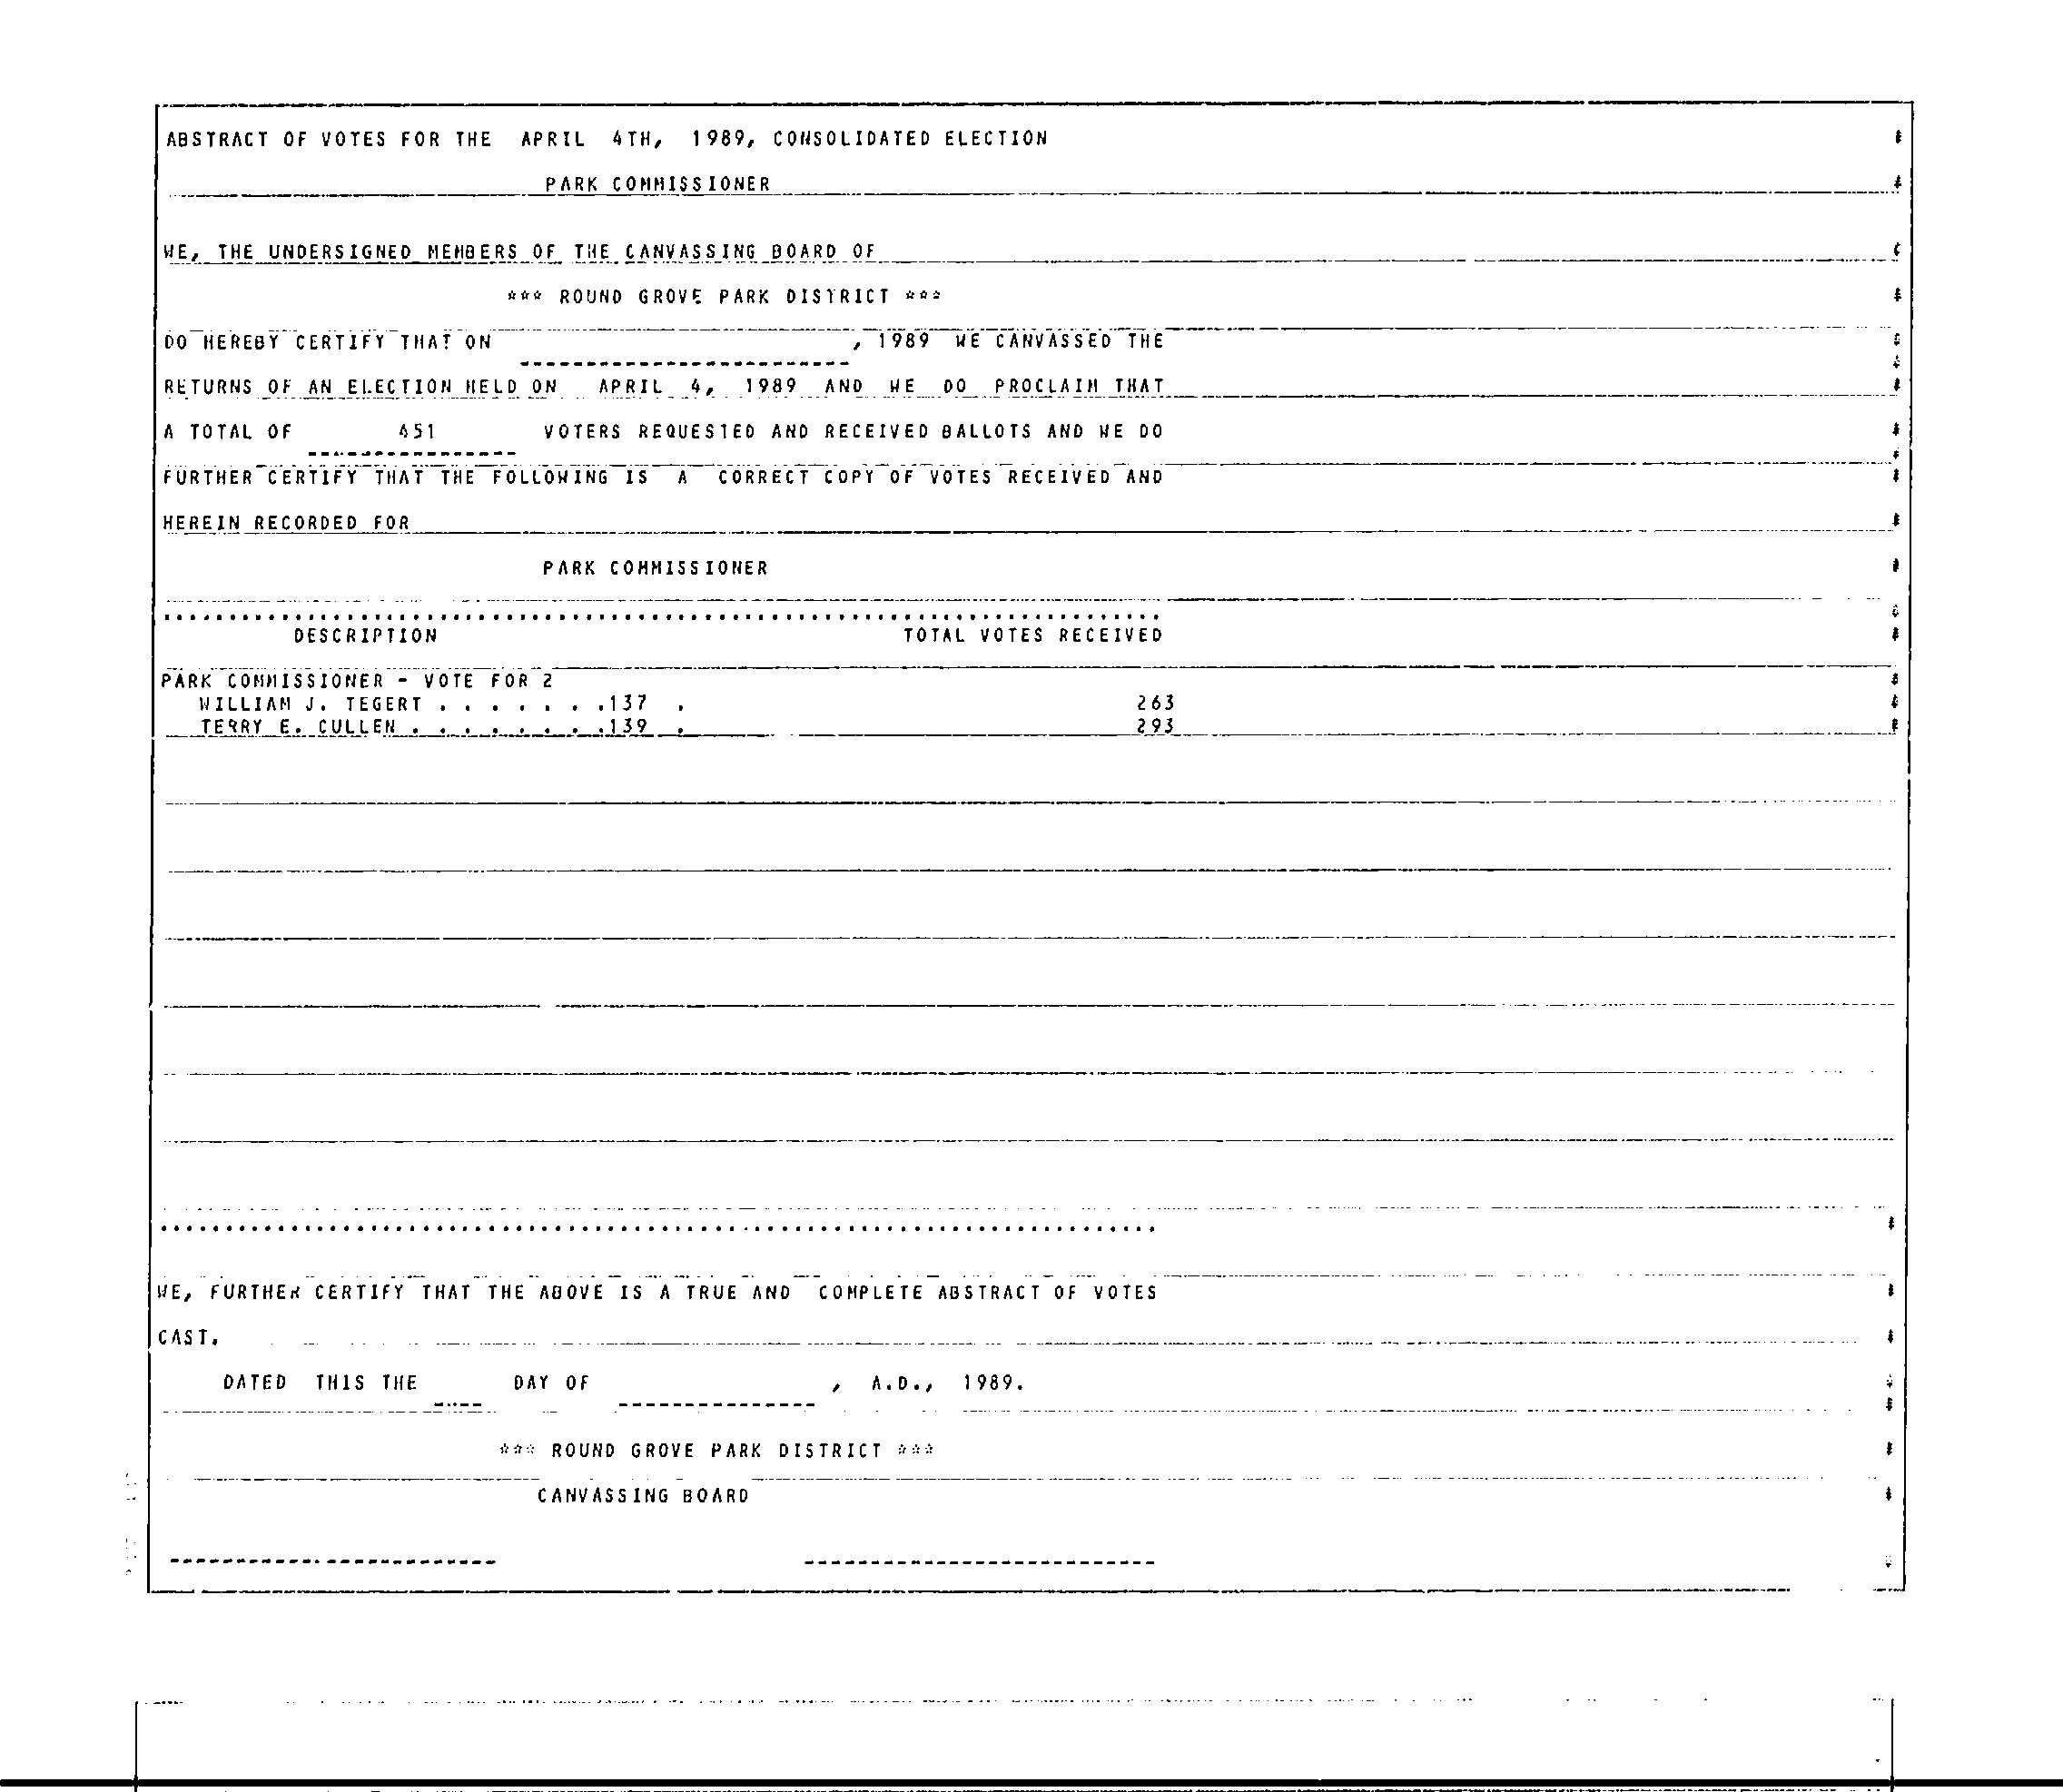 ABSTRACT OF VOTES FOR THE APRIL 4TH, 1989, CONSOLIDATED ELECTION
PARK COMMISSIONER
WE, THE UNDERSIGNED MEMBERS OF THE CANVASSING BOARD OF
*** ROUND GROVE PARK DISTRICT ***
DO HEREBY CERTIFY THAT ON , 1989 WE CANVASSED THE
RETURNS OF AN ELECTION HELD ON APRIL 4, 1989 AND WE DO PROCLAIM THAT
A TOTAL OF 451 VOTERS REQUESTED AND RECEIVED BALLOTS AND WE DO
FURTHER CERTIFY THAT THE FOLLOWING IS A CORRECT COPY OF VOTES RECEIVED AND
HEREIN RECORDED FOR
PARK COMMISSIONER
DESCRIPTION TOTAL VOTES RECEIVED
PARK COMMISSIONER - VOTE FOR 2
WILLIAM J. TEGERT . . . . . . .137 . 263
TERRY E. CULLEN . . . . . . . .139 . 293
WE, FURTHER CERTIFY THAT THE ABOVE IS A TRUE AND COMPLETE ABSTRACT OF VOTES
CAST.
DATED THIS THE DAY OF , A.D., 1989.
*** ROUND GROVE PARK DISTRICT ***
CANVASSING BOARD